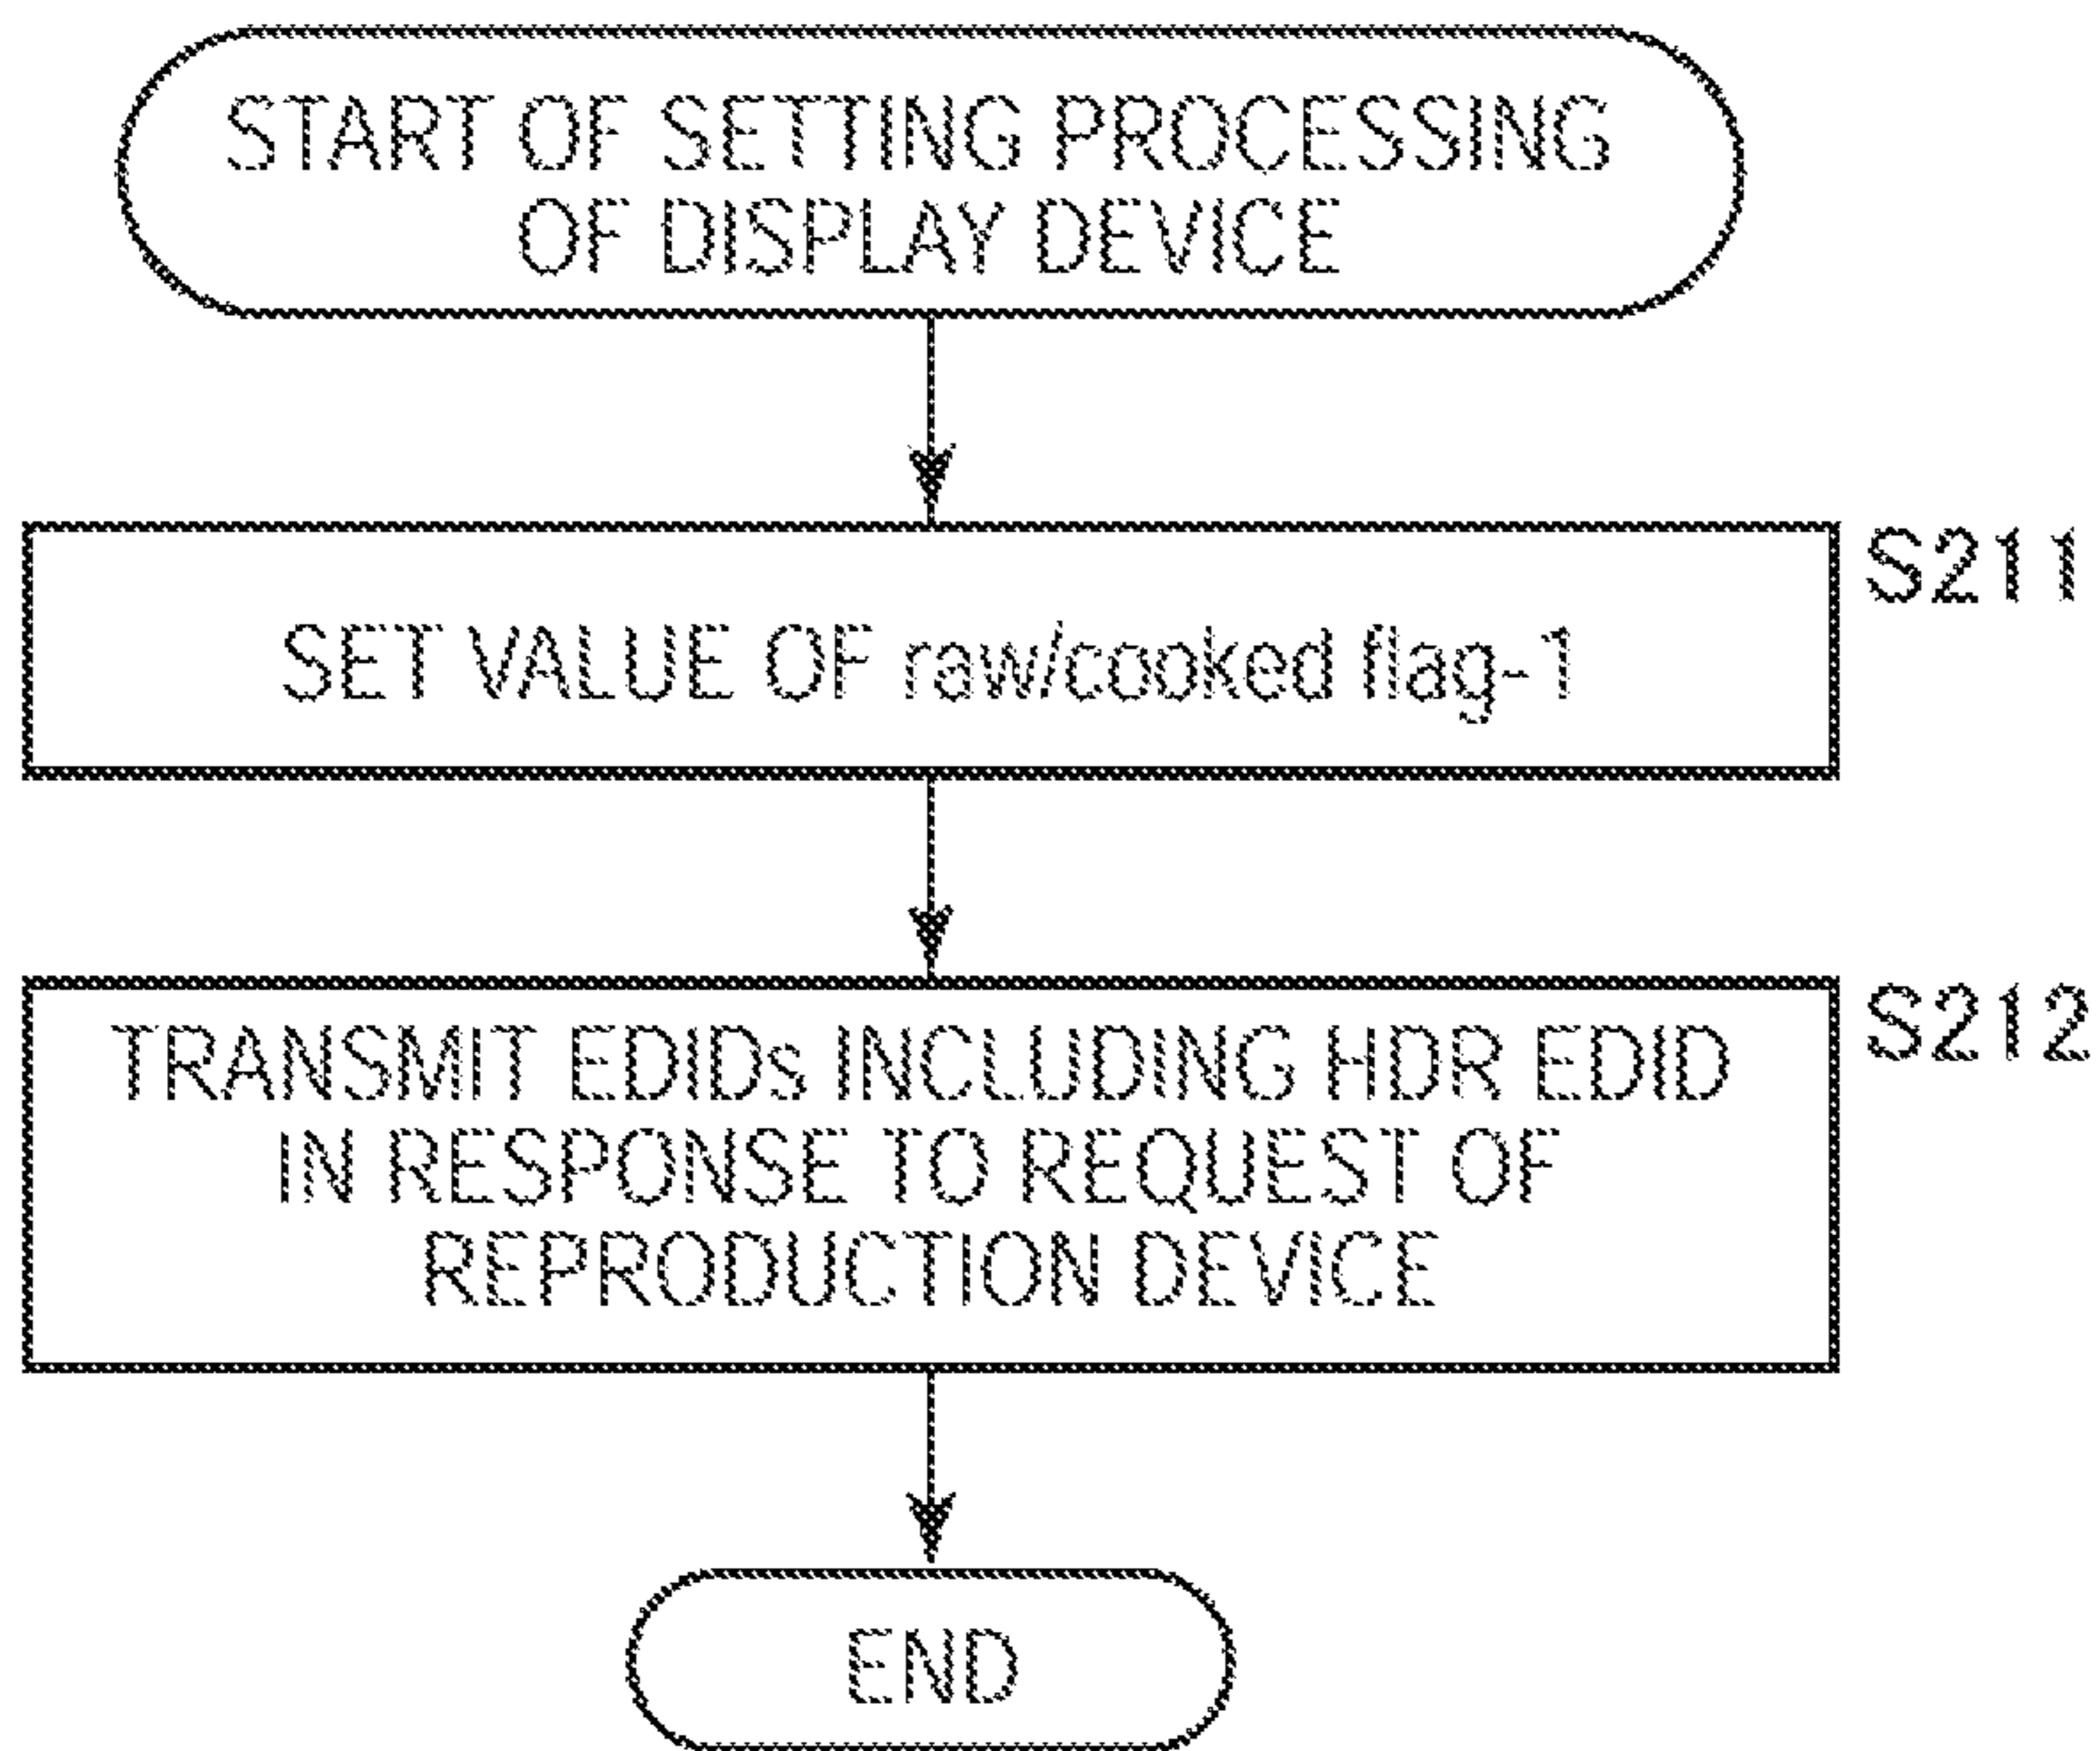 START OF SETTING PROCESSING
OF DISPLAY DEVICE
S211
SET VALUE OF raw/cooked flag-1
S212
TRANSMIT EDIDs INCLUDING HDR EDID
IN RESPONSE TO REQUEST OF
REPRODUCTION DEVICE
END